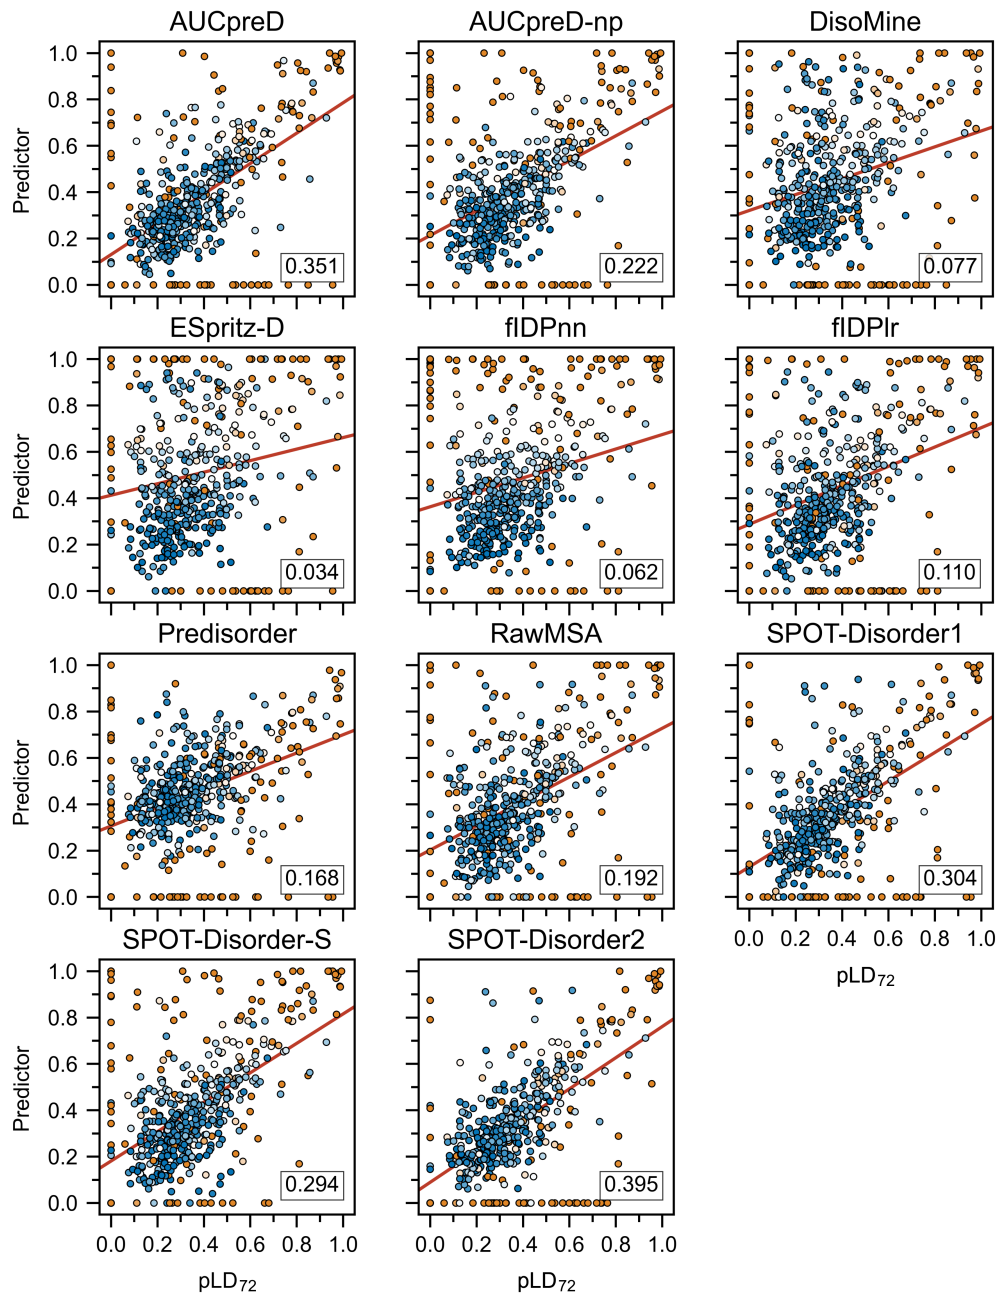 AUCpreD
AUCpreD-np
DisoMine
Predictor
1.0
0.8
0.6
0.4
0.2
0.0
0.351
0.222
0.077
ESpritz-D
fIDPnn
fIDPlr
Predictor
1.0
0.8
0.6
0.4
0.2
0.0
0.034
0.062
0.110
Predisorder
RawMSA
SPOT-Disorder1
Predictor
1.0
0.8
0.6
0.4
0.2
0.0
0.168
0.192
0.304
0.0 0.2 0.4 0.6 0.8 1.0
pLD72
SPOT-Disorder-S
SPOT-Disorder2
Predictor
1.0
0.8
0.6
0.4
0.2
0.0
0.294
0.395
0.0 0.2 0.4 0.6 0.8 1.0
0.0 0.2 0.4 0.6 0.8 1.0
pLD72
pLD72